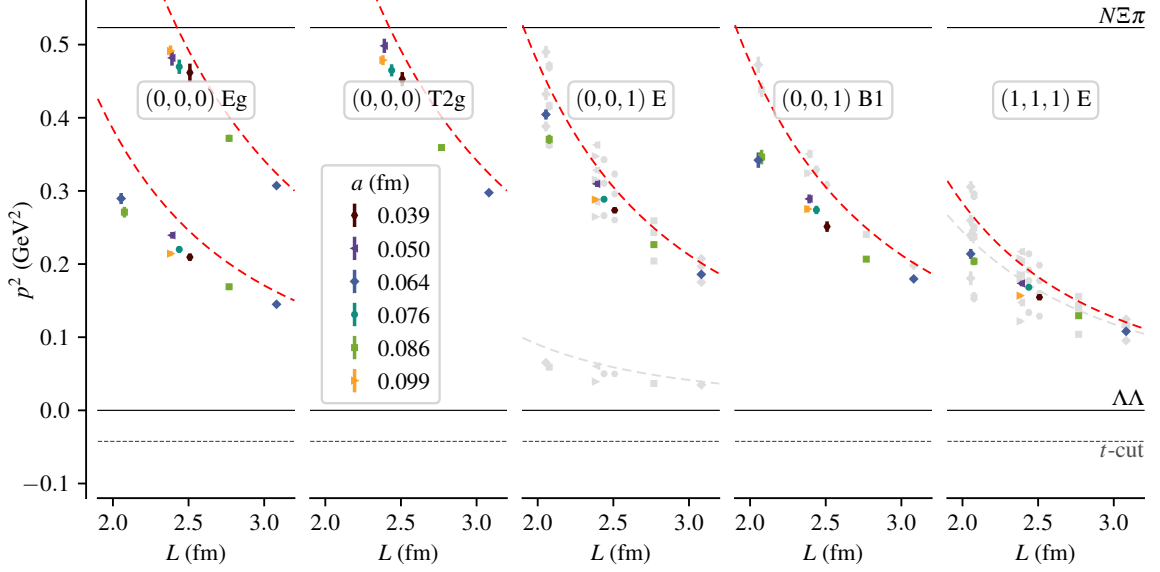 NΞπ
0.5
(0,0,0) Eg
(0,0,0) T2g
(0,0,1) E
(0,0,1) B1
(1,1,1) E
0.4
a (fm)
0.039
0.050
0.064
0.076
0.086
0.099
p² (GeV²)
0.3
0.2
0.1
0.0
ΛΛ
t-cut
−0.1
2.0 2.5 3.0 2.0 2.5 3.0 2.0 2.5 3.0 2.0 2.5 3.0 2.0 2.5 3.0
L (fm) L (fm) L (fm) L (fm) L (fm)